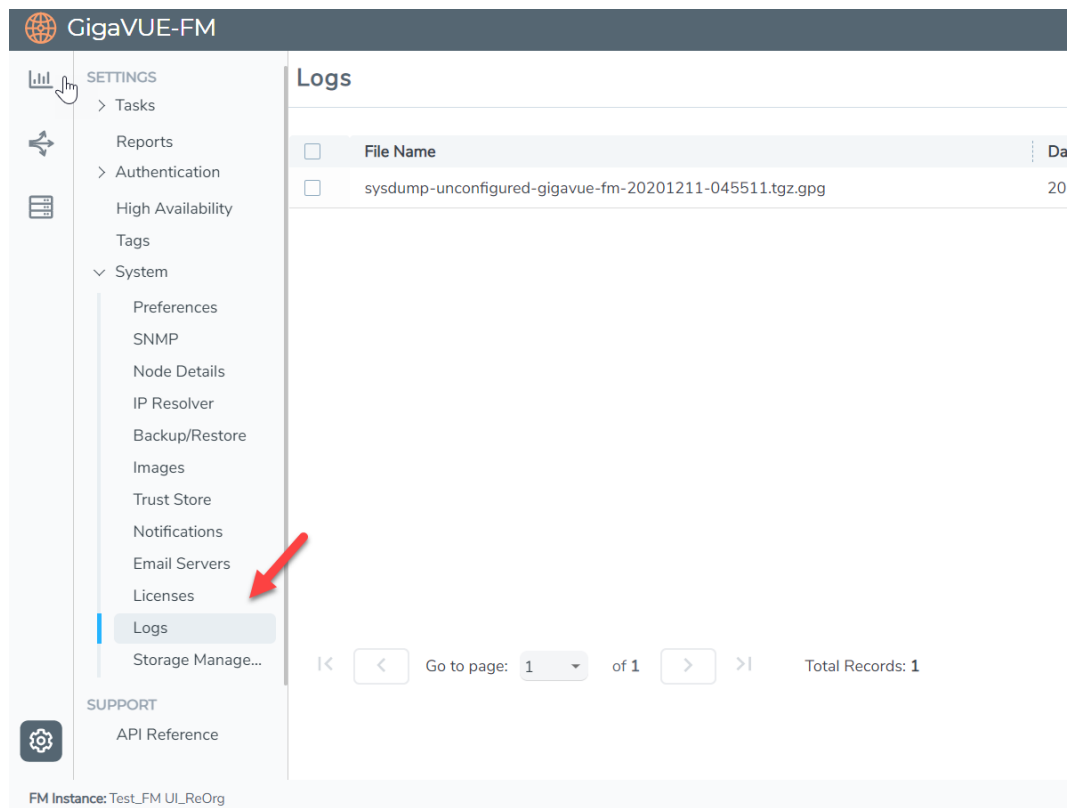 GigaVUE-FM
SETTINGS
Tasks
Reports
Authentication
High Availability
Tags
System
Preferences
SNMP
Node Details
IP Resolver
Backup/Restore
Images
Trust Store
Notifications
Email Servers
Licenses
Logs
Storage Manage...
SUPPORT
API Reference
Logs
File Name Da
sysdump-unconfigured-gigavue-fm-20201211-045511.tgz.gpg 20
Go to page: 1 of 1 Total Records: 1
FM Instance: Test_FM UI_ReOrg